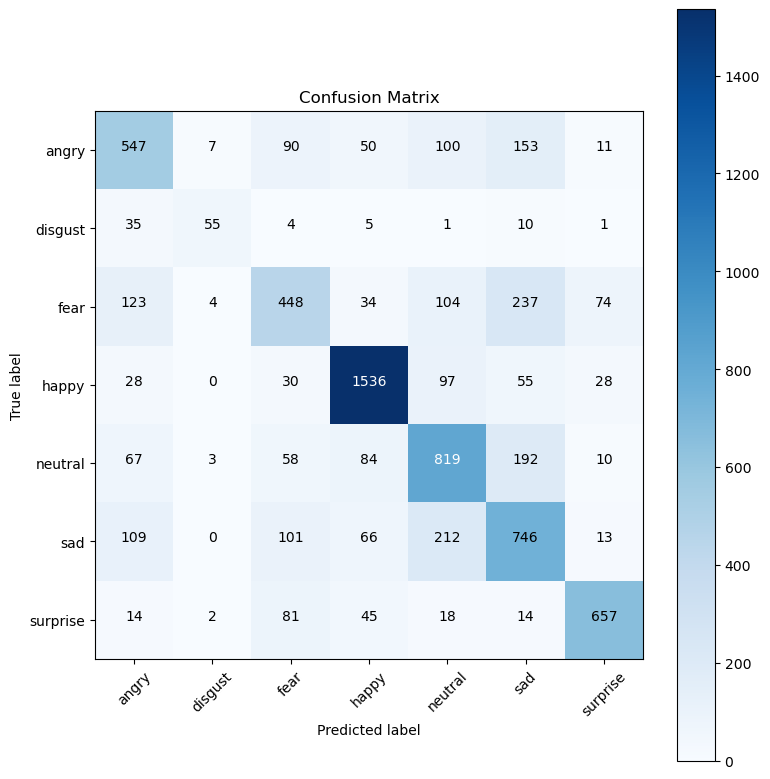 Confusion Matrix
angry 547 7 90 50 100 153 11
disgust 35 55 4 5 1 10 1
fear 123 4 448 34 104 237 74
happy 28 0 30 1536 97 55 28
neutral 67 3 58 84 819 192 10
sad 109 0 101 66 212 746 13
surprise 14 2 81 45 18 14 657
angry disgust fear happy neutral sad surprise
True label
Predicted label
1400
1200
1000
800
600
400
200
0